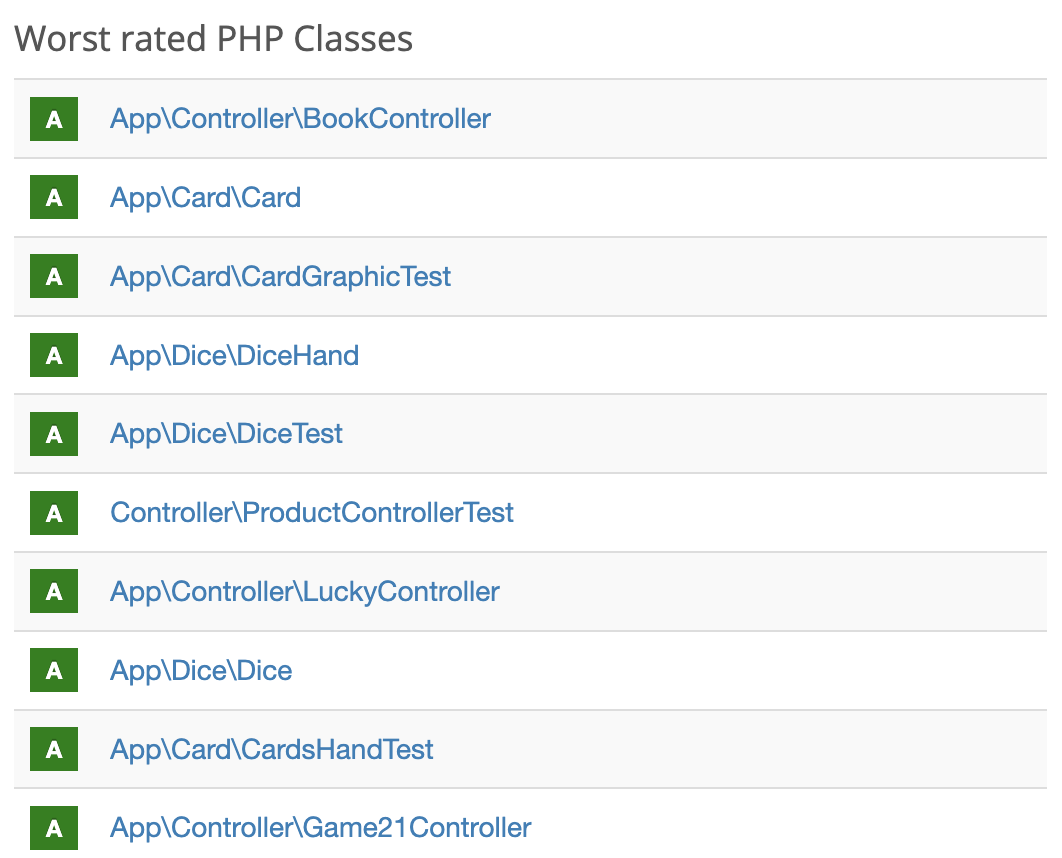 Worst rated PHP Classes
A App\Controller\BookController
A App\Card\Card
A App\Card\CardGraphicTest
A App\Dice\DiceHand
A App\Dice\DiceTest
A Controller\ProductControllerTest
A App\Controller\LuckyController
A App\Dice\Dice
A App\Card\CardsHandTest
A App\Controller\Game21Controller